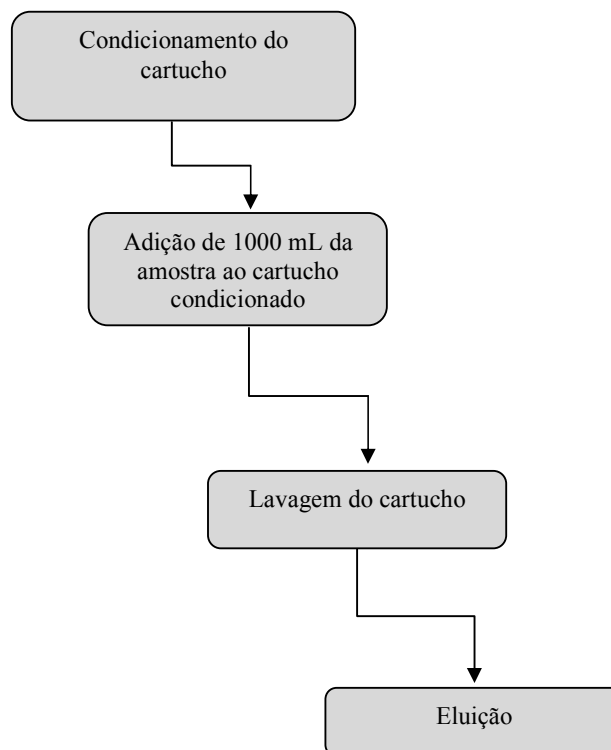 Condicionamento do
cartucho
Adição de 1000 mL da
amostra ao cartucho
condicionado
Lavagem do cartucho
Eluição